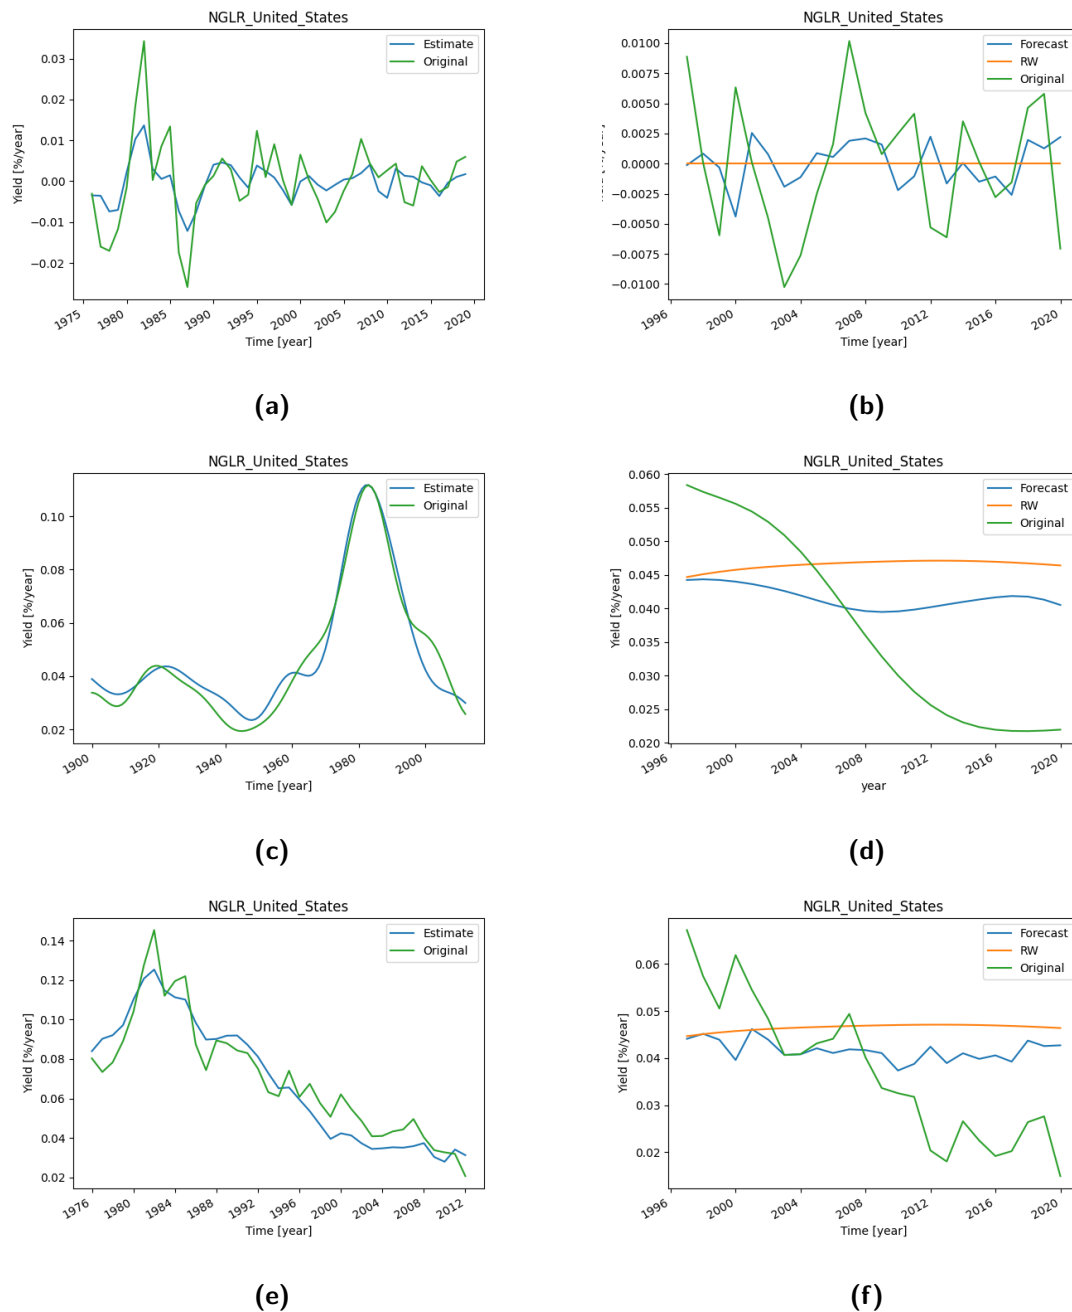 NGLR_United_States
Estimate
Original
Yield [%/year]
0.03
0.02
0.01
0.00
−0.01
−0.02
1975 1980 1985 1990 1995 2000 2005 2010 2015 2020
Time [year]
(a)
NGLR_United_States
Forecast
RW
Original
0.0100
0.0075
0.0050
0.0025
0.0000
−0.0025
−0.0050
−0.0075
−0.0100
1996 2000 2004 2008 2012 2016 2020
Time [year]
(b)
NGLR_United_States
Estimate
Original
Yield [%/year]
0.10
0.08
0.06
0.04
0.02
1900 1920 1940 1960 1980 2000
Time [year]
(c)
NGLR_United_States
Forecast
RW
Original
Yield [%/year]
0.060
0.055
0.050
0.045
0.040
0.035
0.030
0.025
0.020
1996 2000 2004 2008 2012 2016 2020
year
(d)
NGLR_United_States
Estimate
Original
Yield [%/year]
0.14
0.12
0.10
0.08
0.06
0.04
0.02
1976 1980 1984 1988 1992 1996 2000 2004 2008 2012
Time [year]
(e)
NGLR_United_States
Forecast
RW
Original
Yield [%/year]
0.06
0.05
0.04
0.03
0.02
1996 2000 2004 2008 2012 2016 2020
Time [year]
(f)